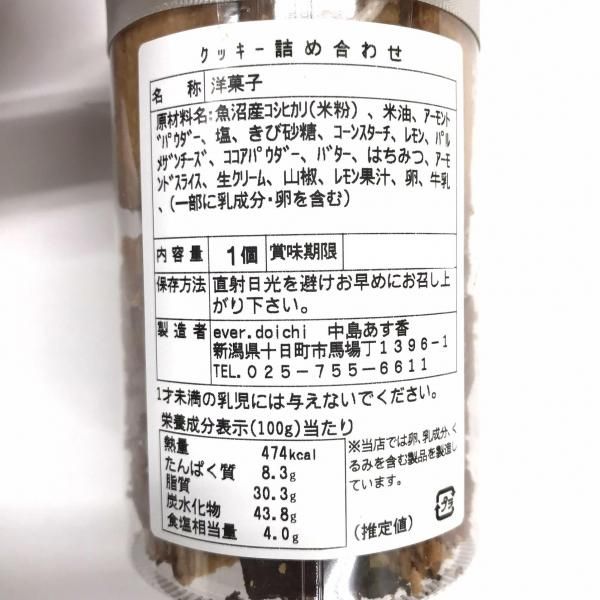 クッキー詰め合わせ
名 称 洋菓子
原材料名:魚沼産コシヒカリ(米粉)、米油、アーモンド
パウダー、塩、きび砂糖、コーンスターチ、レモン、パル
メザンチーズ、ココアパウダー、バター、はちみつ、アーモ
ンドスライス、生クリーム、山椒、レモン果汁、卵、牛乳
、(一部に乳成分・卵を含む)
内容量 1個 賞味期限
保存方法 直射日光を避けお早めにお召し上
がり下さい。
製造者 ever.doichi 中島あす香
新潟県十日町市馬場丁1396-1
TEL.025-755-6611
1才未満の乳児には与えないでください。
栄養成分表示(100g)当たり
熱量 474kcal
たんぱく質 8.3g
脂質 30.3g
炭水化物 43.8g
食塩相当量 4.0g
※当店では卵、乳成分、く
るみを含む製品を製造し
ています。
(推定値)
プラ